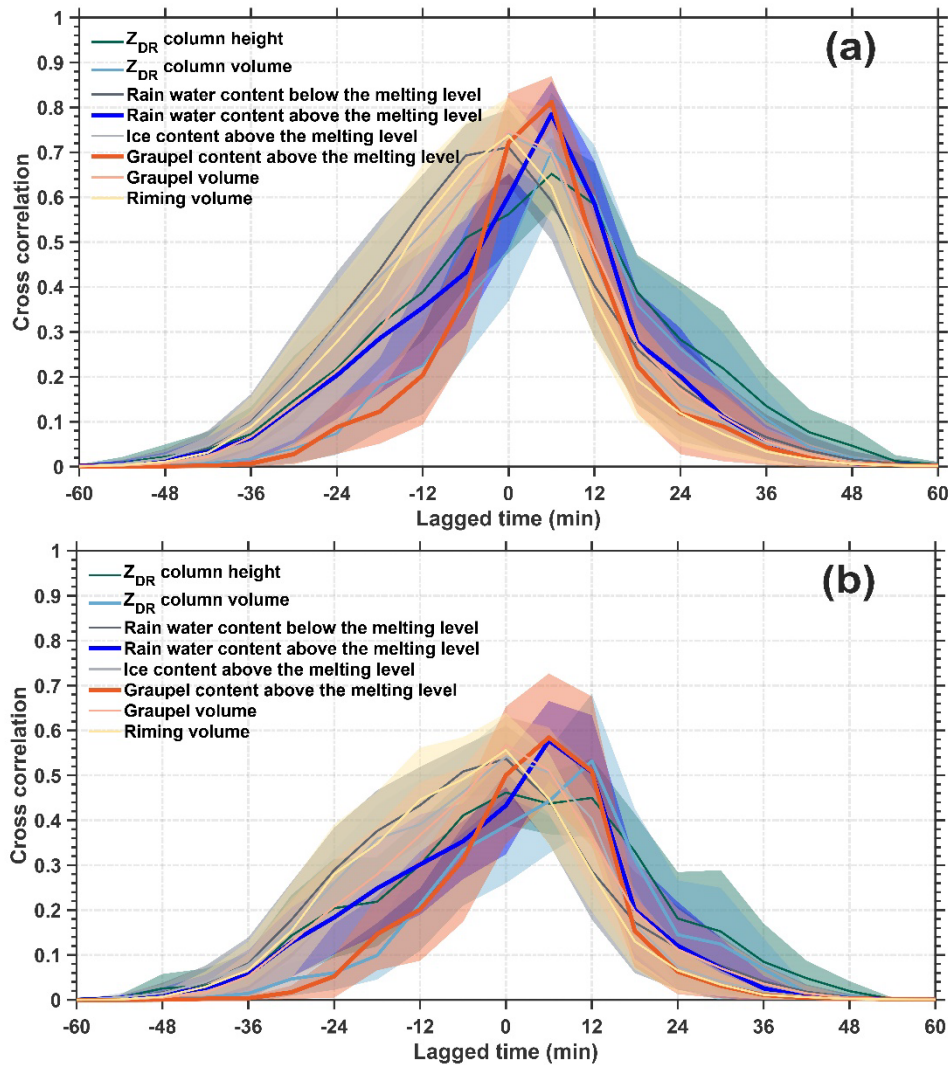 1
0.9
0.8
0.7
0.6
0.5
0.4
0.3
0.2
0.1
0
Cross correlation
(a)
Z_DR column height
Z_DR column volume
Rain water content below the melting level
Rain water content above the melting level
Ice content above the melting level
Graupel content above the melting level
Graupel volume
Riming volume
-60 -48 -36 -24 -12 0 12 24 36 48 60
Lagged time (min)
1
0.9
0.8
0.7
0.6
0.5
0.4
0.3
0.2
0.1
0
Cross correlation
(b)
Z_DR column height
Z_DR column volume
Rain water content below the melting level
Rain water content above the melting level
Ice content above the melting level
Graupel content above the melting level
Graupel volume
Riming volume
-60 -48 -36 -24 -12 0 12 24 36 48 60
Lagged time (min)